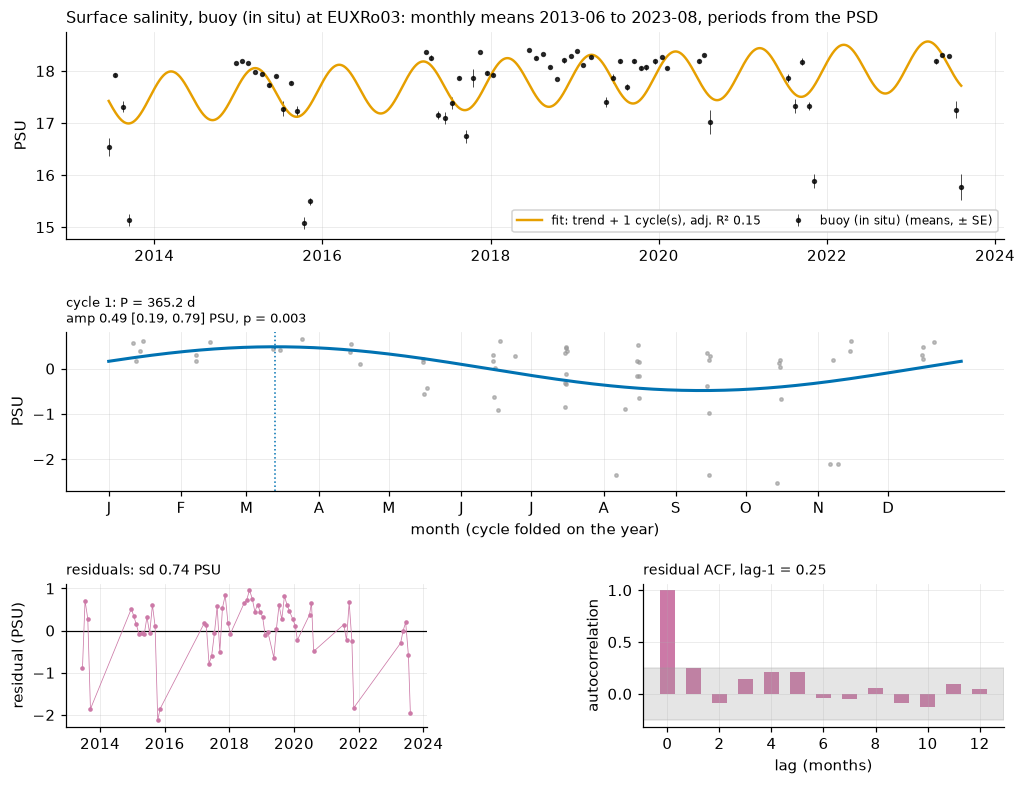 Surface salinity, buoy (in situ) at EUXRo03: monthly means 2013-06 to 2023-08, periods from the PSD
PSU
18
17
16
15
fit: trend + 1 cycle(s), adj. R² 0.15
buoy (in situ) (means, ± SE)
2014 2016 2018 2020 2022 2024
cycle 1: P = 365.2 d
amp 0.49 [0.19, 0.79] PSU, p = 0.003
PSU
0
−1
−2
J F M A M J J A S O N D
month (cycle folded on the year)
residuals: sd 0.74 PSU
residual (PSU)
1
0
−1
−2
2014 2016 2018 2020 2022 2024
residual ACF, lag-1 = 0.25
autocorrelation
1.0
0.5
0.0
0 2 4 6 8 10 12
lag (months)